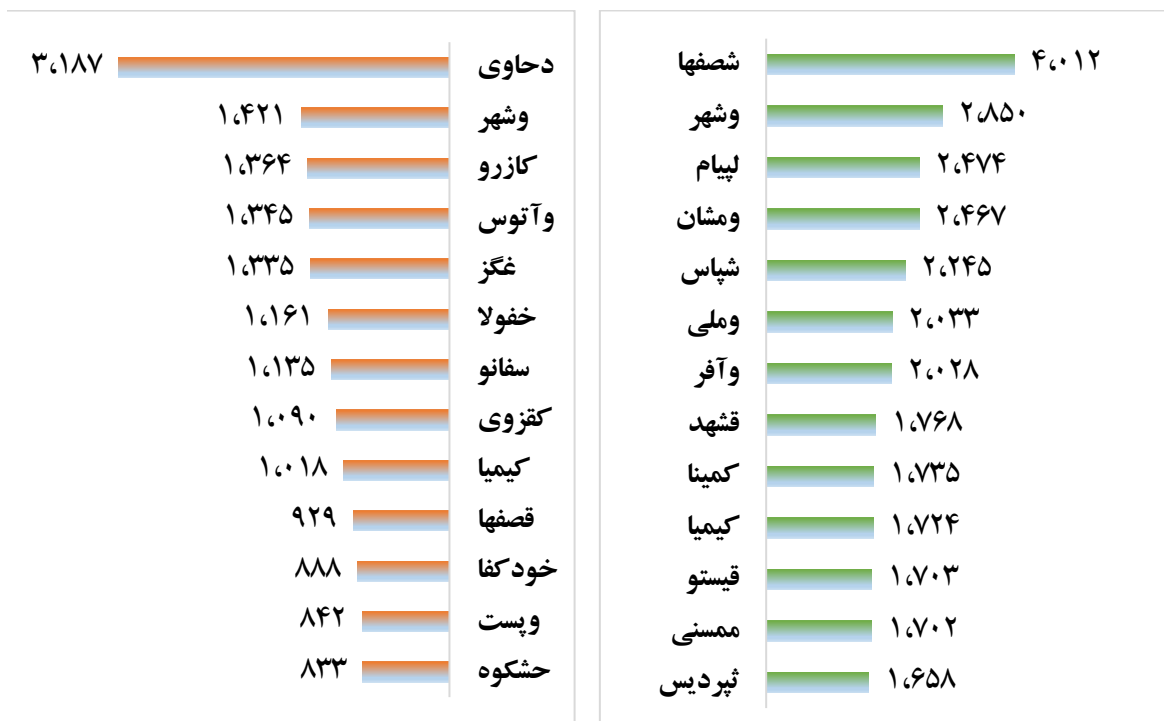 شصفها ۴،۰۱۲
وشهر ۲،۸۵۰
لپیام ۲،۴۷۴
ومشان ۲،۴۶۷
شپاس ۲،۲۴۵
وملی ۲،۰۳۳
وآفر ۲،۰۲۸
قشهد ۱،۷۶۸
کمینا ۱،۷۳۵
کیمیا ۱،۷۲۴
قیستو ۱،۷۰۳
ممسنی ۱،۷۰۲
ثپردیس ۱،۶۵۸
دحاوی ۳،۱۸۷
وشهر ۱،۴۲۱
کازرو ۱،۳۶۴
وآتوس ۱،۳۴۵
غگز ۱،۳۳۵
خفولا ۱،۱۶۱
سفانو ۱،۱۳۵
کقزوی ۱،۰۹۰
کیمیا ۱،۰۱۸
قصفها ۹۲۹
خودکفا ۸۸۸
وپست ۸۴۲
حشکوه ۸۳۳